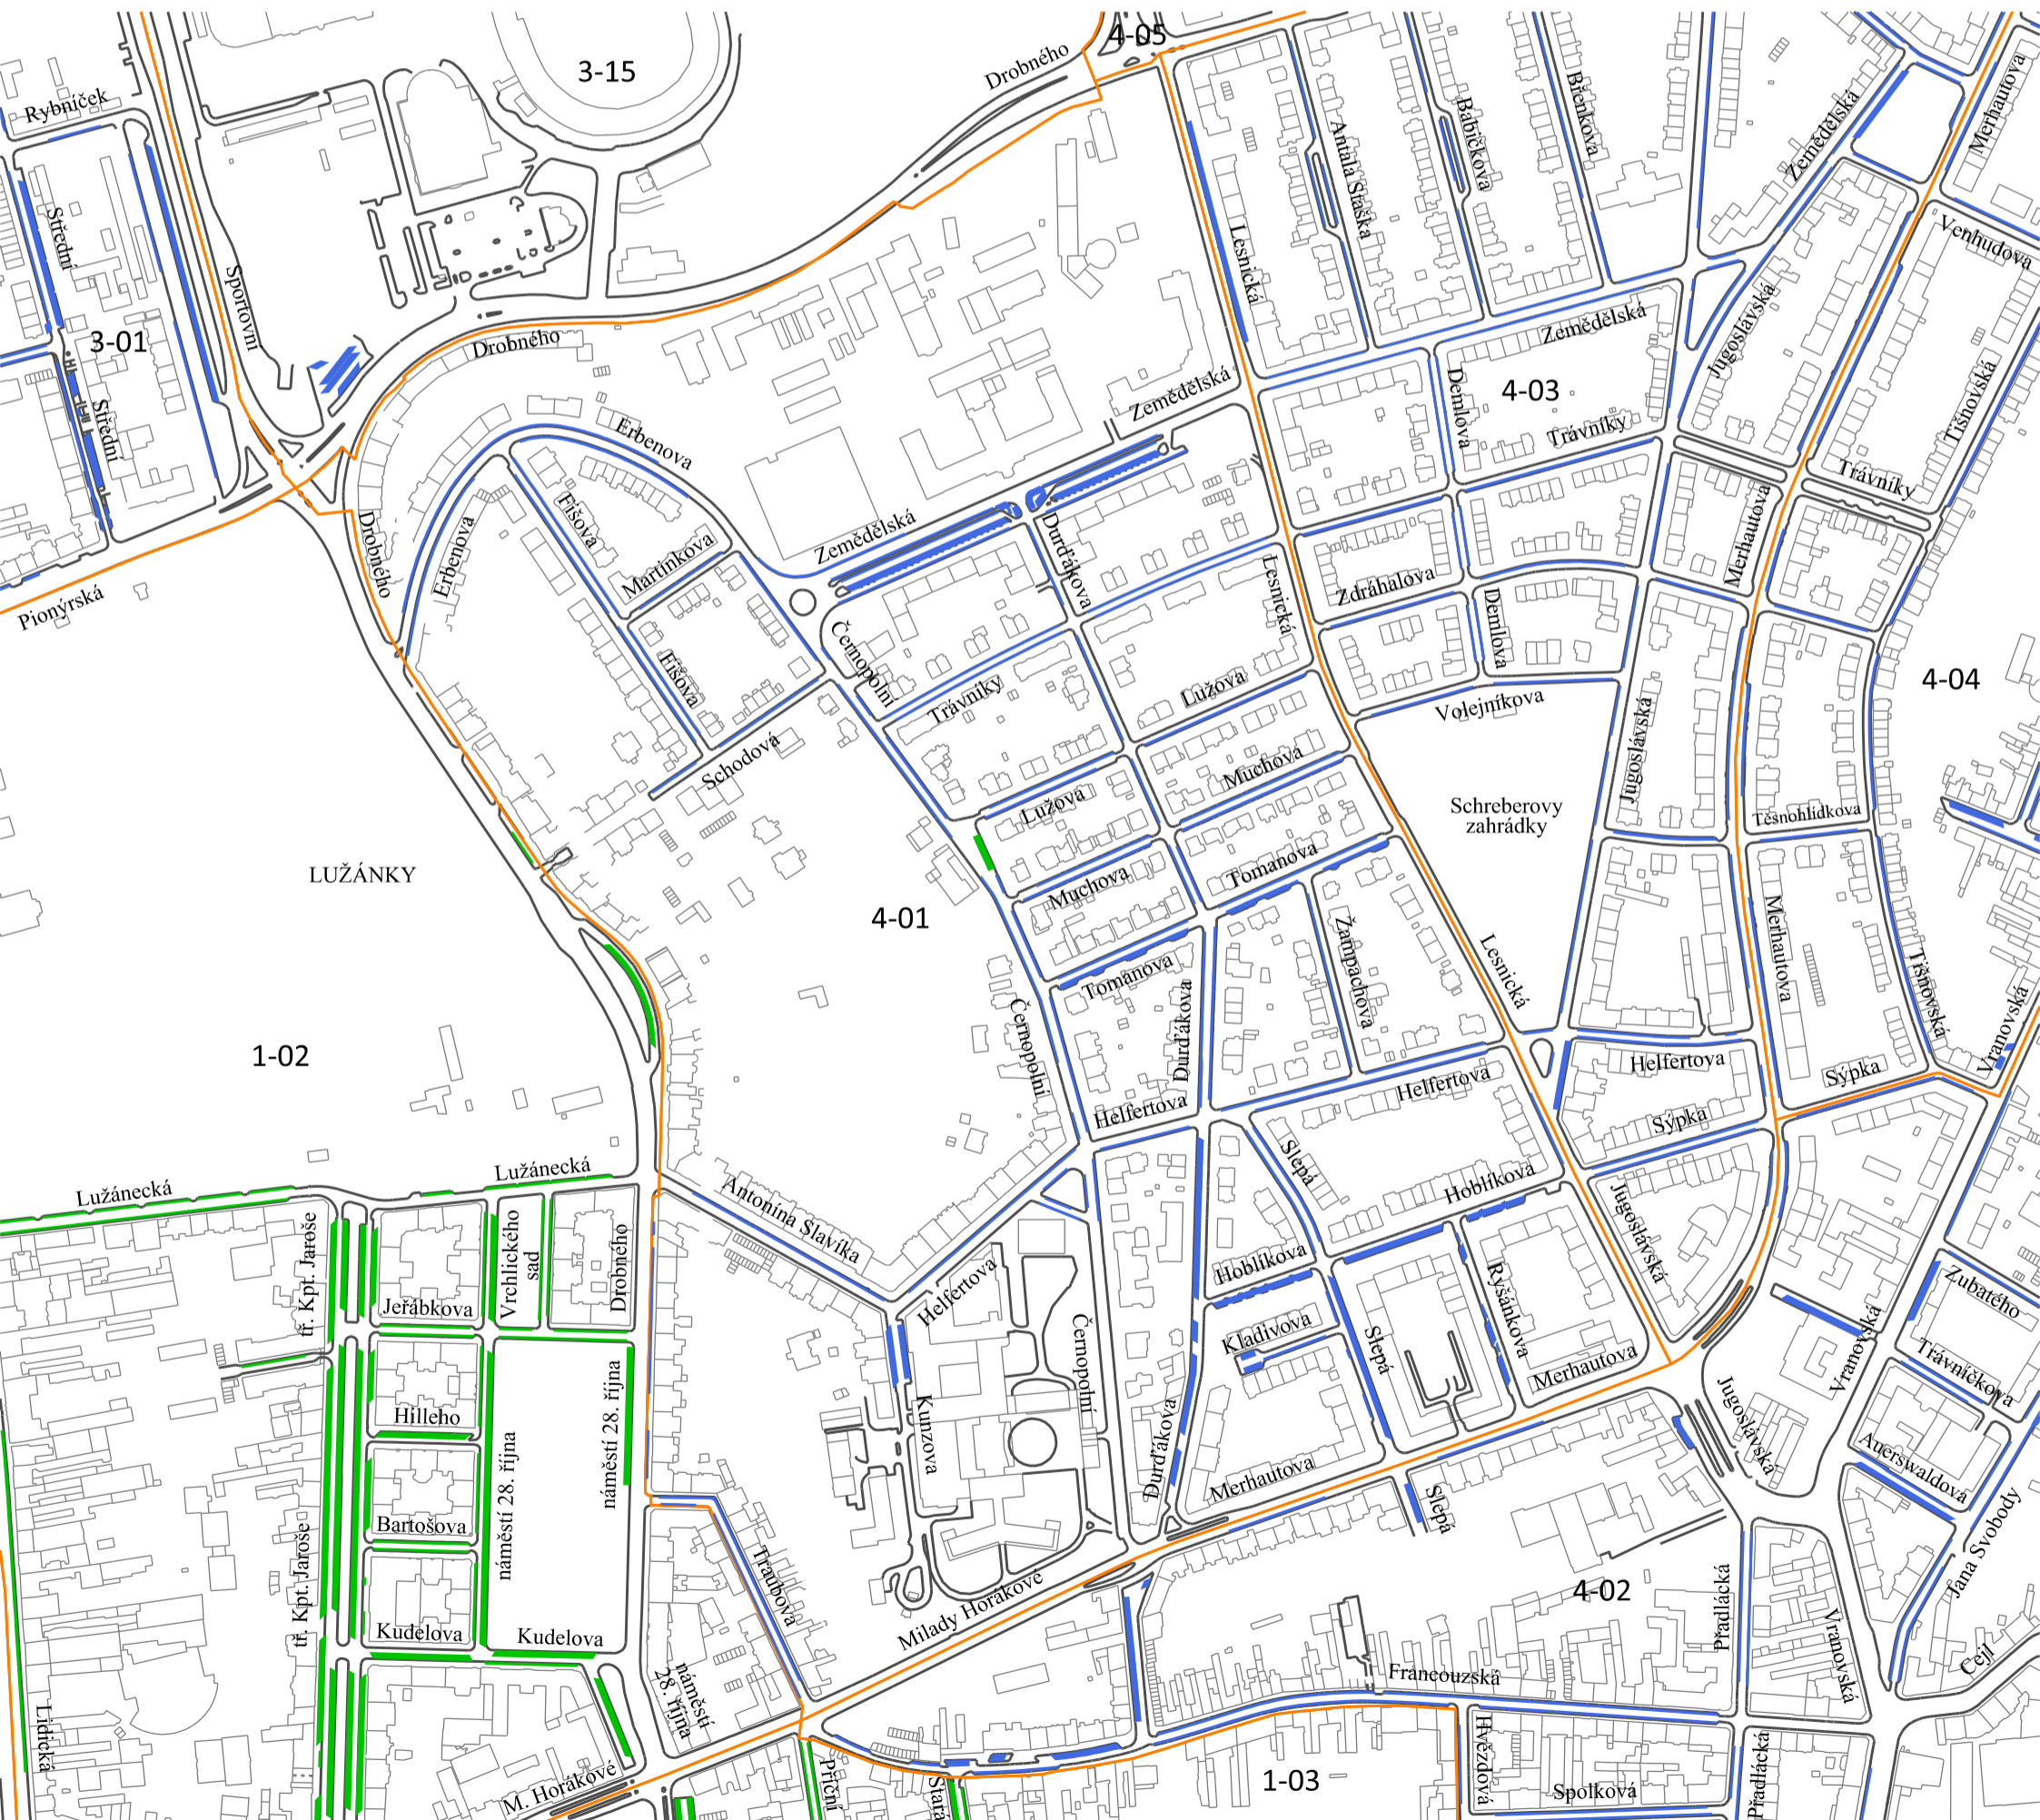 4-05
Drobného
3-15
Rybníček
Merhautova
Břenkova
Babičkova
Zemědělská
Antala Staška
Střední
Venhudova
Lesnická
Sportovní
3-01
Drobného
Zemědělská
Jugoslávská
Zemědělská
4-03
Demlova
Tišňovská
Střední
Erbenova
Trávníky
Trávníky
Fišova
Zemědělská
Durďákova
Merhautova
Drobného
Erbenova
Martinkova
Lesnická
Zdráhalova
Pionýrská
Černopolní
Demlova
Fišova
Trávníky
Lužova
Volejníkova
4-04
Jugoslávská
Schodová
Muchova
Lužova
Schreberovy
zahrádky
Těsnohlídkova
LUŽÁNKY
Muchova
Tomanova
4-01
Žampachova
Merhautova
Lesnická
Tišňovská
Tomanova
Durďákova
Černopolní
Vranovská
1-02
Helfertova
Helfertova
Sýpka
Helfertova
Sýpka
Slepá
Lužánecká
Lužánecká
Antonína Slavíka
Hoblíkova
Jugoslávská
tř. Kpt. Jaroše
Vrchlického
sad
Drobného
Hoblíkova
Helfertova
Zubatého
Jeřábkova
Ryšánkova
Kladivova
Černopolní
Slepá
Merhautova
Vranovská
Trávníčkova
náměstí 28. října
Hilleho
Kunzova
Durďákova
Jugoslávská
Auerswaldova
Merhautova
Slepá
náměstí 28. října
Bartošova
tř. Kpt. Jaroše
Traubova
Jana Svobody
Milady Horákové
4-02
Přadlácká
Vranovská
Kudelova
Kudelova
Cejl
Francouzská
náměstí
28. října
Lidická
M. Horákové
Příční
Stará
1-03
Hvězdová
Spolková
Přadlácká